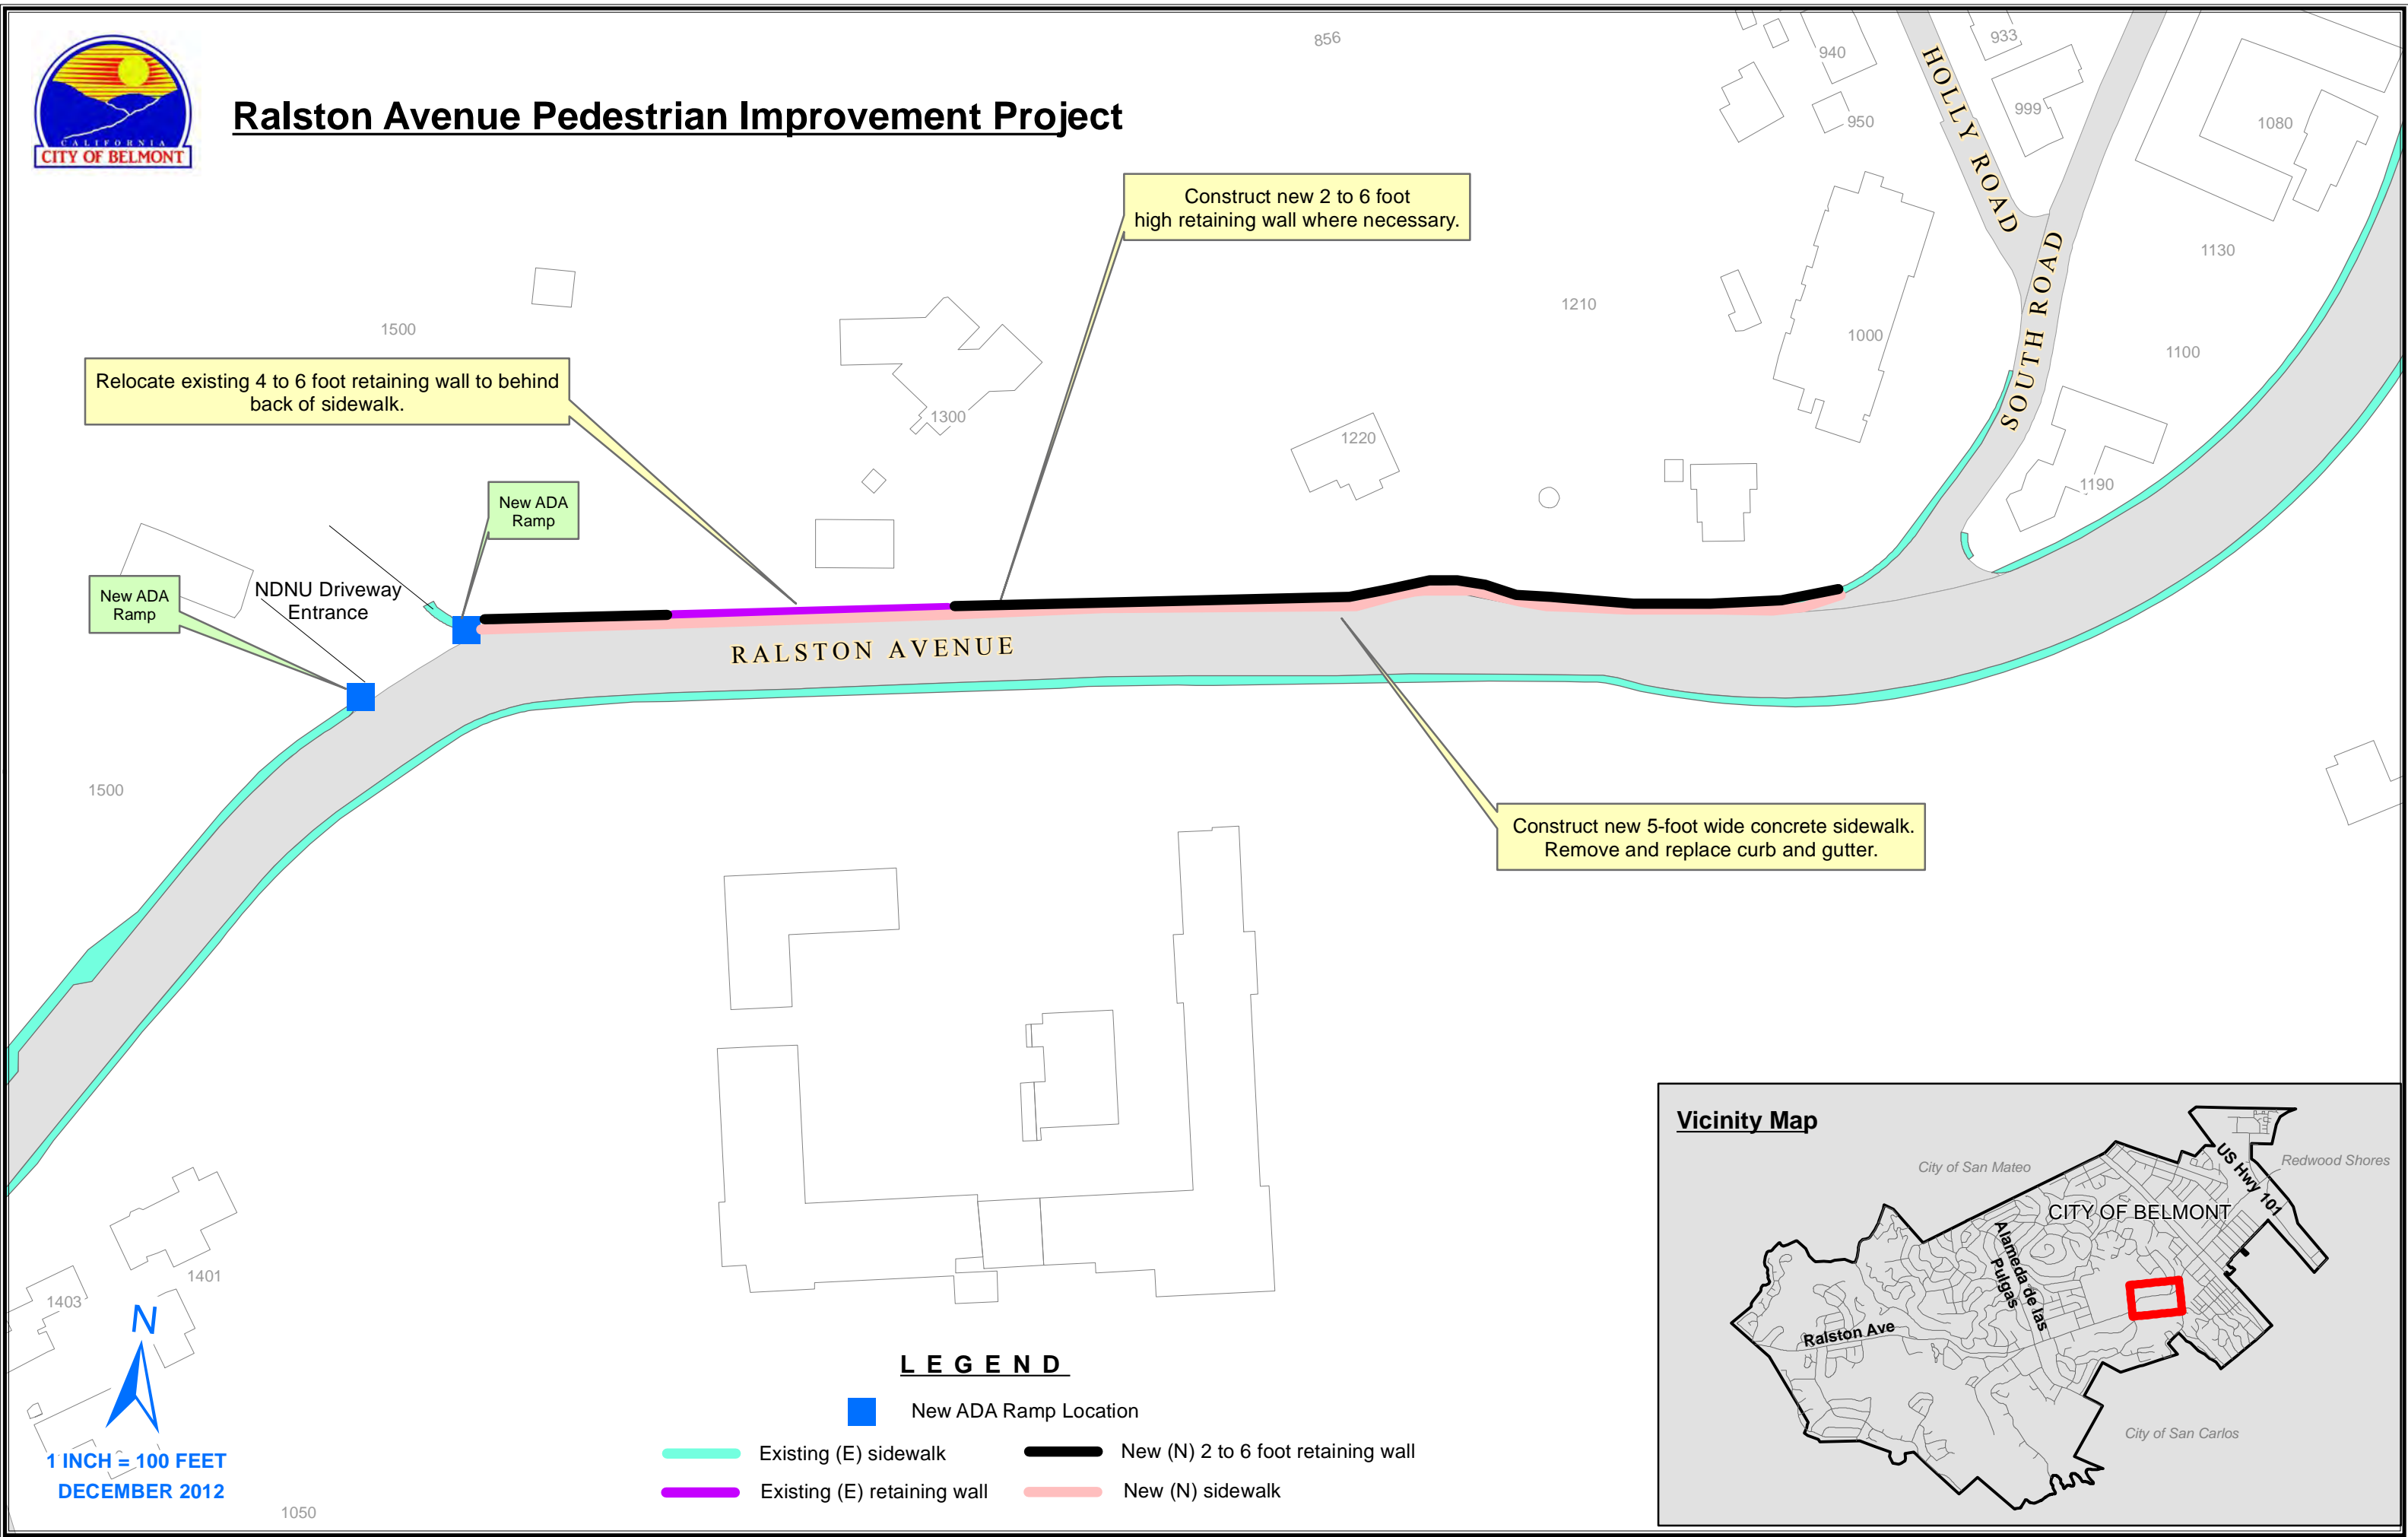 CALIFORNIA
CITY OF BELMONT
Ralston Avenue Pedestrian Improvement Project
856
940
933
950
999
1080
HOLLY ROAD
SOUTH ROAD
1130
1100
1190
1000
1210
1220
1300
1500
Construct new 2 to 6 foot
high retaining wall where necessary.
Relocate existing 4 to 6 foot retaining wall to behind
back of sidewalk.
New ADA
Ramp
New ADA
Ramp
NDNU Driveway
Entrance
RALSTON AVENUE
1500
Construct new 5-foot wide concrete sidewalk.
Remove and replace curb and gutter.
1401
1403
N
1 INCH = 100 FEET
DECEMBER 2012
1050
LEGEND
New ADA Ramp Location
Existing (E) sidewalk
New (N) 2 to 6 foot retaining wall
Existing (E) retaining wall
New (N) sidewalk
Vicinity Map
City of San Mateo
Redwood Shores
US Hwy 101
CITY OF BELMONT
Alameda de las
Pulgas
Ralston Ave
City of San Carlos